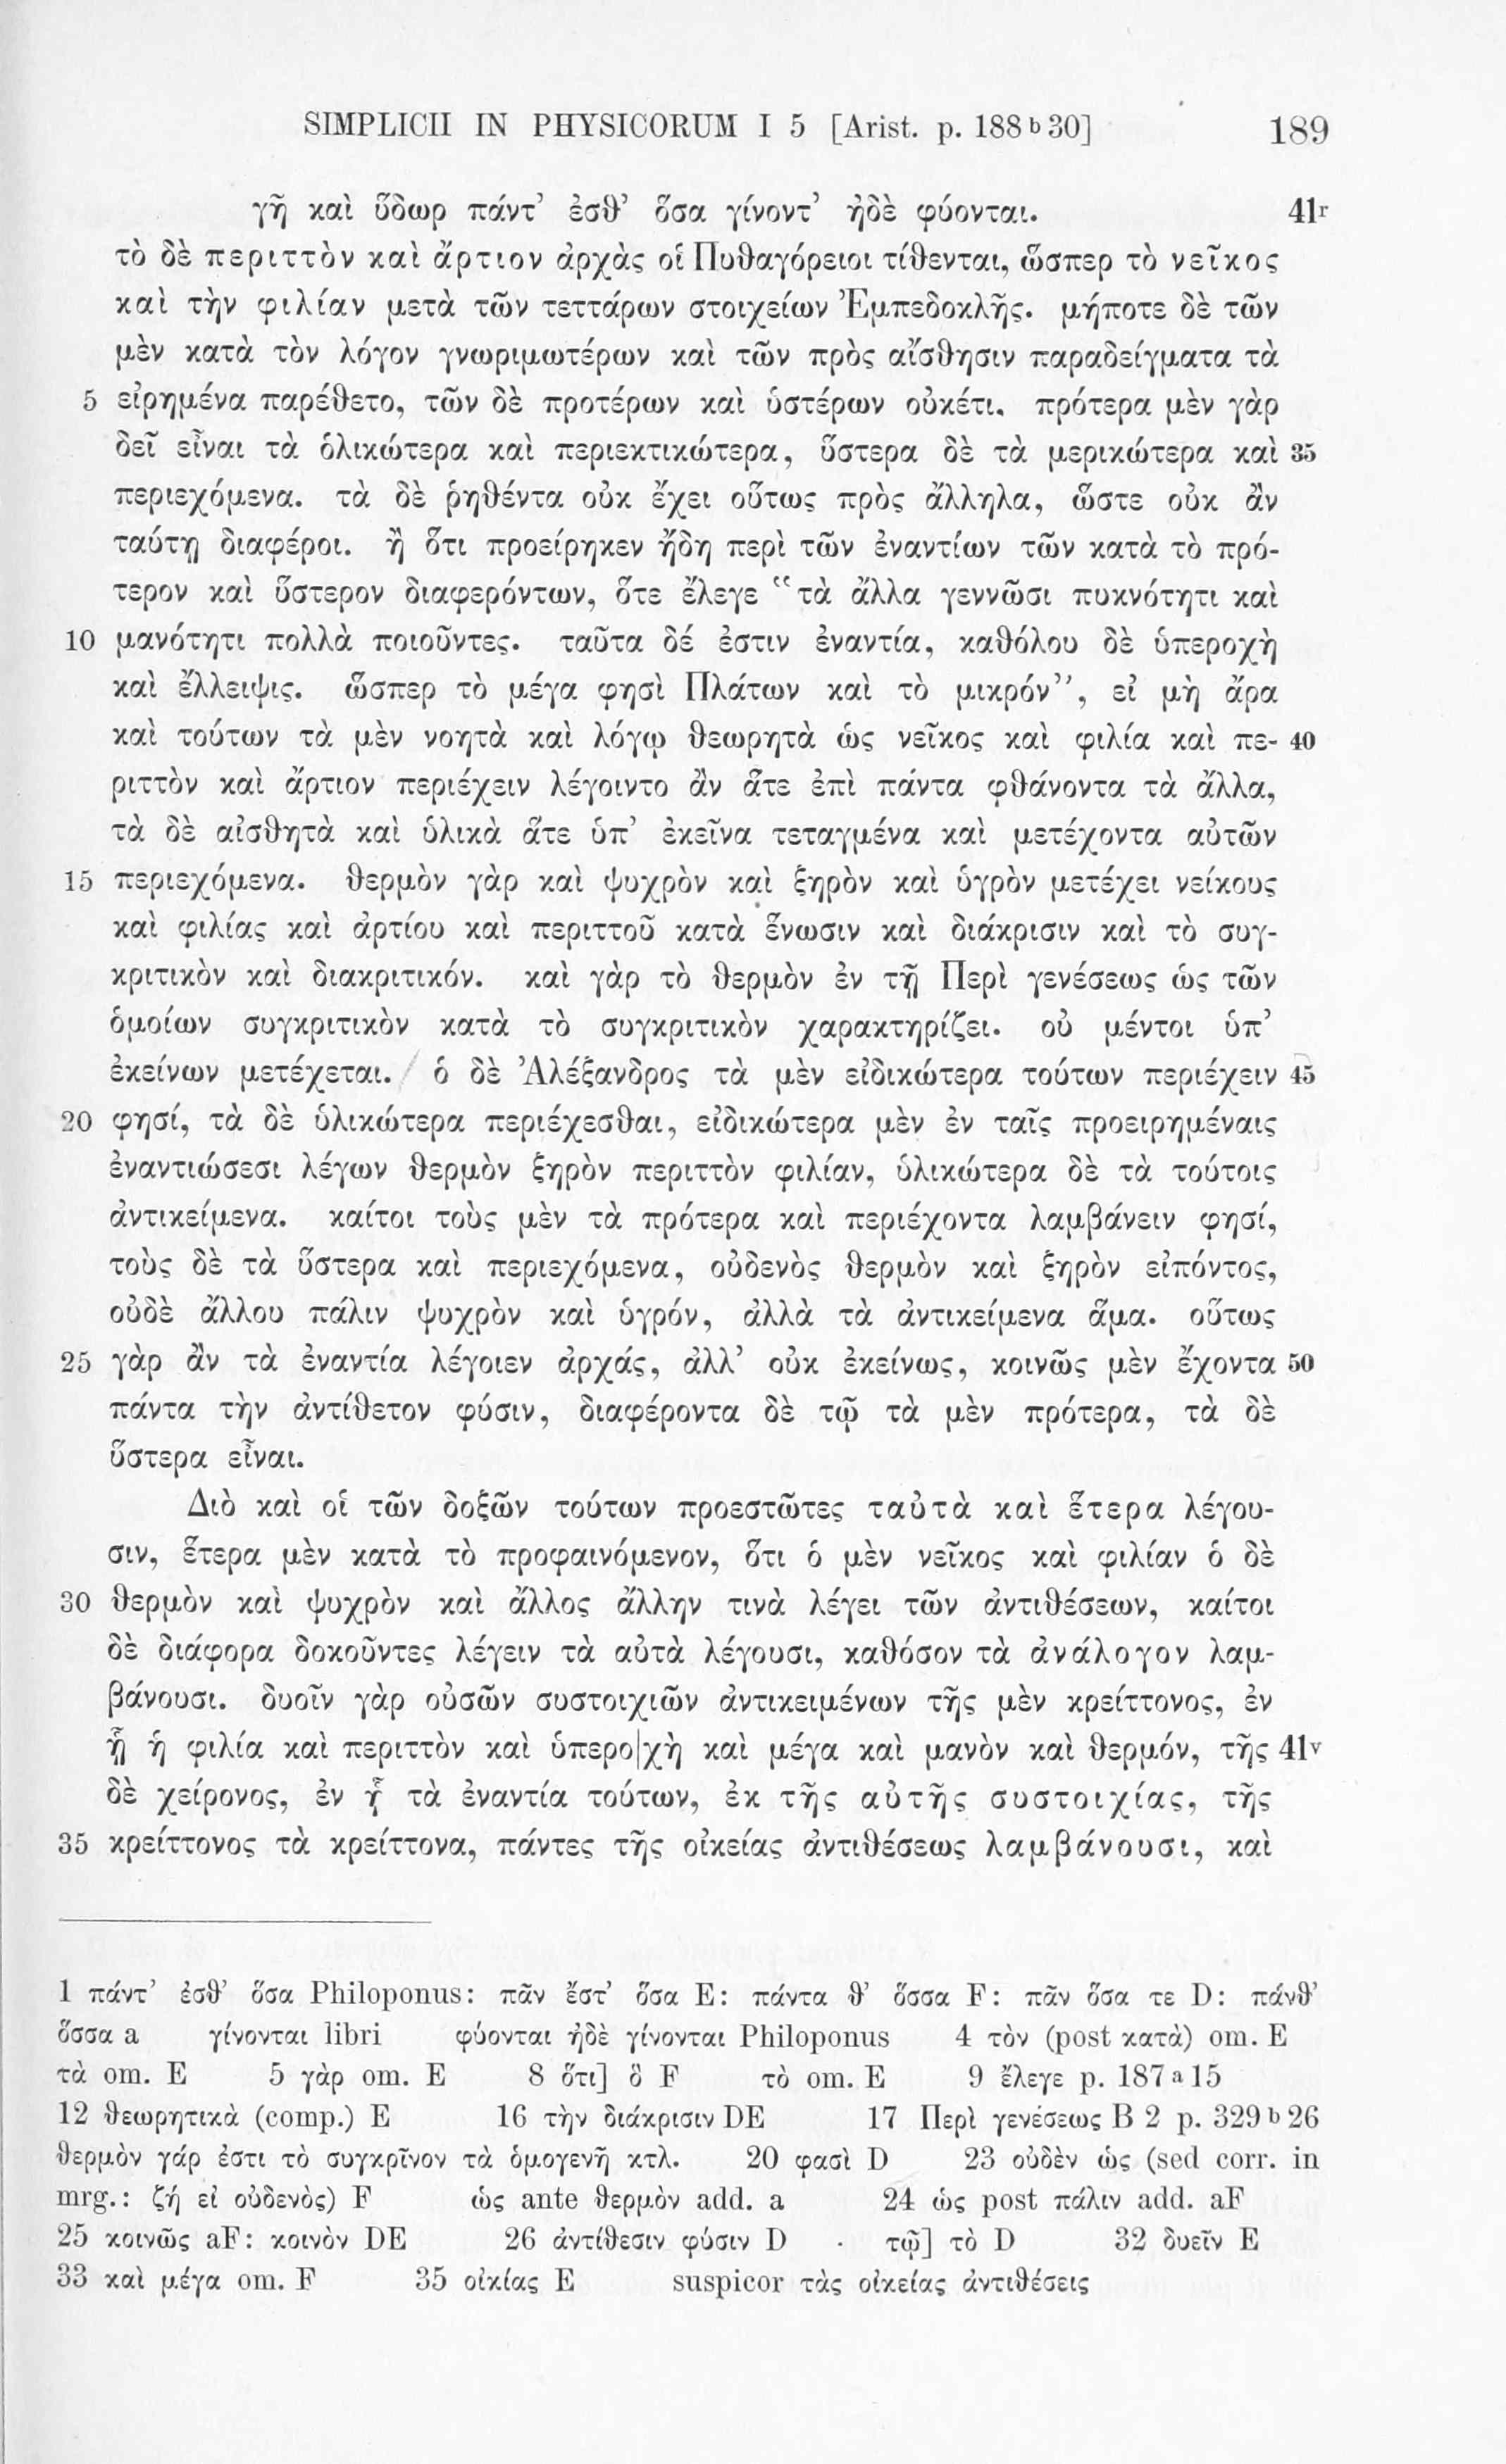 SIMPLICII IN PHYSICORUM I 5 [Arist. p. 188 b 30] 189
γῆ καὶ ὕδωρ πάντ’ ἐσθ’ ὅσα γίνοντ’ ἠδὲ φύονται. 41r
τὸ δὲ περιττὸν καὶ ἄρτιον ἀρχὰς οἱ Πυθαγόρειοι τίθενται, ὥσπερ τὸ νεῖκος
καὶ τὴν φιλίαν μετὰ τῶν τεττάρων στοιχείων Ἐμπεδοκλῆς. μήποτε δὲ τῶν
μὲν κατὰ τὸν λόγον γνωριμωτέρων καὶ τῶν πρὸς αἴσθησιν παραδείγματα τὰ
5 εἰρημένα παρέθετο, τῶν δὲ προτέρων καὶ ὑστέρων οὐκέτι. πρότερα μὲν γὰρ
δεῖ εἶναι τὰ ὁλικώτερα καὶ περιεκτικώτερα, ὕστερα δὲ τὰ μερικώτερα καὶ 35
περιεχόμενα. τὰ δὲ ῥηθέντα οὐκ ἔχει οὕτως πρὸς ἄλληλα, ὥστε οὐκ ἂν
ταύτῃ διαφέροι. ἢ ὅτι προείρηκεν ἤδη περὶ τῶν ἐναντίων τῶν κατὰ τὸ πρό-
τερον καὶ ὕστερον διαφερόντων, ὅτε ἔλεγε “τὰ ἄλλα γεννῶσι πυκνότητι καὶ
10 μανότητι πολλὰ ποιοῦντες. ταῦτα δέ ἐστιν ἐναντία, καθόλου δὲ ὑπεροχὴ
καὶ ἔλλειψις. ὥσπερ τὸ μέγα φησὶ Πλάτων καὶ τὸ μικρόν”, εἰ μὴ ἄρα
καὶ τούτων τὰ μὲν νοητὰ καὶ λόγῳ θεωρητὰ ὡς νεῖκος καὶ φιλία καὶ πε- 40
ριττὸν καὶ ἄρτιον περιέχειν λέγοιντο ἂν ἅτε ἐπὶ πάντα φθάνοντα τὰ ἄλλα,
τὰ δὲ αἰσθητὰ καὶ ὑλικὰ ἅτε ὑπ’ ἐκεῖνα τεταγμένα καὶ μετέχοντα αὐτῶν
15 περιεχόμενα. θερμὸν γὰρ καὶ ψυχρὸν καὶ ξηρὸν καὶ ὑγρὸν μετέχει νείκους
καὶ φιλίας καὶ ἀρτίου καὶ περιττοῦ κατὰ ἕνωσιν καὶ διάκρισιν καὶ τὸ συγ-
κριτικὸν καὶ διακριτικόν. καὶ γὰρ τὸ θερμὸν ἐν τῇ Περὶ γενέσεως ὡς τῶν
ὁμοίων συγκριτικὸν κατὰ τὸ συγκριτικὸν χαρακτηρίζει. οὐ μέντοι ὑπ’
ἐκείνων μετέχεται. ὁ δὲ Ἀλέξανδρος τὰ μὲν εἰδικώτερα τούτων περιέχειν 45
20 φησί, τὰ δὲ ὑλικώτερα περιέχεσθαι, εἰδικώτερα μὲν ἐν ταῖς προειρημέναις
ἐναντιώσεσι λέγων θερμὸν ξηρὸν περιττὸν φιλίαν, ὑλικώτερα δὲ τὰ τούτοις
ἀντικείμενα. καίτοι τοὺς μὲν τὰ πρότερα καὶ περιέχοντα λαμβάνειν φησί,
τοὺς δὲ τὰ ὕστερα καὶ περιεχόμενα, οὐδενὸς θερμὸν καὶ ξηρὸν εἰπόντος,
οὐδὲ ἄλλου πάλιν ψυχρὸν καὶ ὑγρόν, ἀλλὰ τὰ ἀντικείμενα ἅμα. οὕτως
25 γὰρ ἂν τὰ ἐναντία λέγοιεν ἀρχάς, ἀλλ’ οὐκ ἐκείνως, κοινῶς μὲν ἔχοντα 50
πάντα τὴν ἀντίθετον φύσιν, διαφέροντα δὲ τῷ τὰ μὲν πρότερα, τὰ δὲ
ὕστερα εἶναι.
Διὸ καὶ οἱ τῶν δοξῶν τούτων προεστῶτες ταὐτὰ καὶ ἕτερα λέγου-
σιν, ἕτερα μὲν κατὰ τὸ προφαινόμενον, ὅτι ὁ μὲν νεῖκος καὶ φιλίαν ὁ δὲ
30 θερμὸν καὶ ψυχρὸν καὶ ἄλλος ἄλλην τινὰ λέγει τῶν ἀντιθέσεων, καίτοι
δὲ διάφορα δοκοῦντες λέγειν τὰ αὐτὰ λέγουσι, καθόσον τὰ ἀνάλογον λαμ-
βάνουσι. δυοῖν γὰρ οὐσῶν συστοιχιῶν ἀντικειμένων τῆς μὲν κρείττονος, ἐν
ᾗ ἡ φιλία καὶ περιττὸν καὶ ὑπερο|χὴ καὶ μέγα καὶ μανὸν καὶ θερμόν, τῆς 41v
δὲ χείρονος, ἐν ᾗ τὰ ἐναντία τούτων, ἐκ τῆς αὐτῆς συστοιχίας, τῆς
35 κρείττονος τὰ κρείττονα, πάντες τῆς οἰκείας ἀντιθέσεως λαμβάνουσι, καὶ
1 πάντ’ ἐσθ’ ὅσα Philoponus: πᾶν ἔστ’ ὅσα E: πάντα θ’ ὅσσα F: πᾶν ὅσα τε D: πάνθ’
ὅσσα a γίνονται libri φύονται ἠδὲ γίνονται Philoponus 4 τὸν (post κατὰ) om. E
τὰ om. E 5 γὰρ om. E 8 ὅτι] ὃ F τὸ om. E 9 ἔλεγε p. 187 a 15
12 θεωρητικὰ (comp.) E 16 τὴν διάκρισιν DE 17 Περὶ γενέσεως B 2 p. 329 b 26
θερμὸν γάρ ἐστι τὸ συγκρῖνον τὰ ὁμογενῆ κτλ. 20 φασὶ D 23 οὐδὲν ὡς (sed corr. in
mrg.: ζή εἰ οὐδενὸς) F ὡς ante θερμὸν add. a 24 ὡς post πάλιν add. aF
25 κοινῶς aF: κοινὸν DE 26 ἀντίθεσιν φύσιν D τῷ] τὸ D 32 δυεῖν E
33 καὶ μέγα om. F 35 οἰκίας E suspicor τὰς οἰκείας ἀντιθέσεις